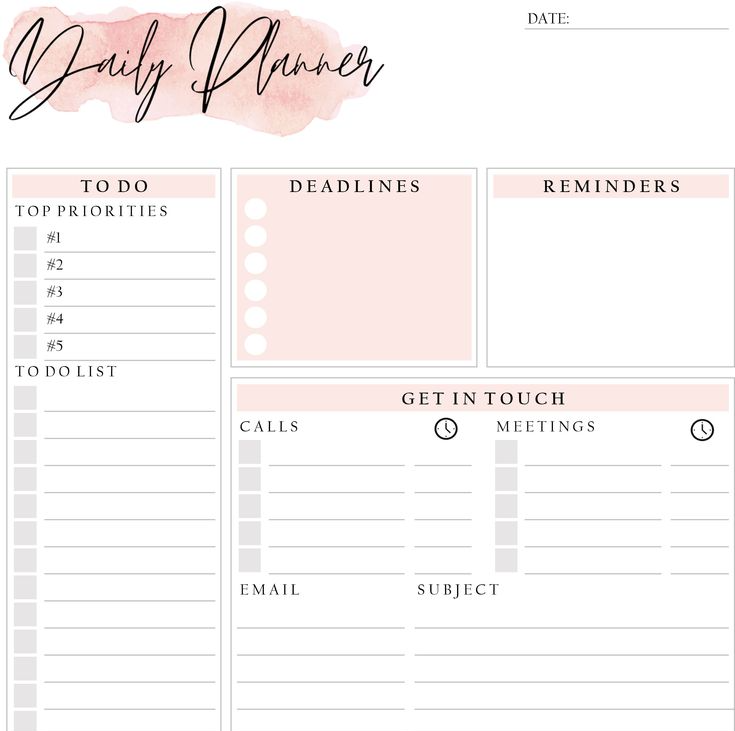 Daily Planner
DATE:
TO DO
TOP PRIORITIES
#1
#2
#3
#4
#5
TO DO LIST
DEADLINES
REMINDERS
GET IN TOUCH
CALLS
MEETINGS
EMAIL
SUBJECT